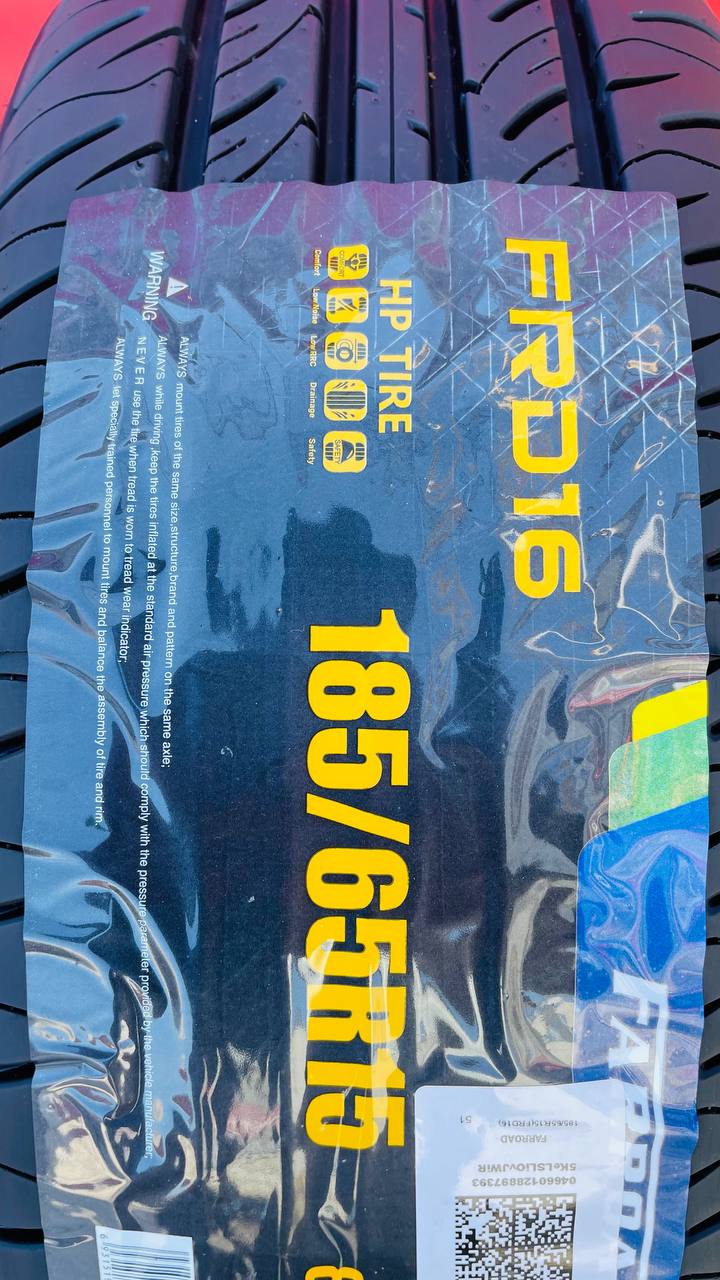 FRD16
HP TIRE
COMFORT
SAFETY
Comfort
Low Noise
Low RRC
Drainage
Safety
185/65R15
WARNING
ALWAYS mount tires of the same size,structure,brand and pattern on the same axle;
ALWAYS while driving ,keep the tires inflated at the standard air pressure which should comply with the pressure parameter provided by the vehicle manufacturer;
NEVER use the tire when tread is worn to tread wear indicator;
ALWAYS let specially trained personnel to mount tires and balance the assembly of tire and rim.
04660128897393
5KeLSLiOvJWiR
FARROAD
185/65R15(FRD16)
51